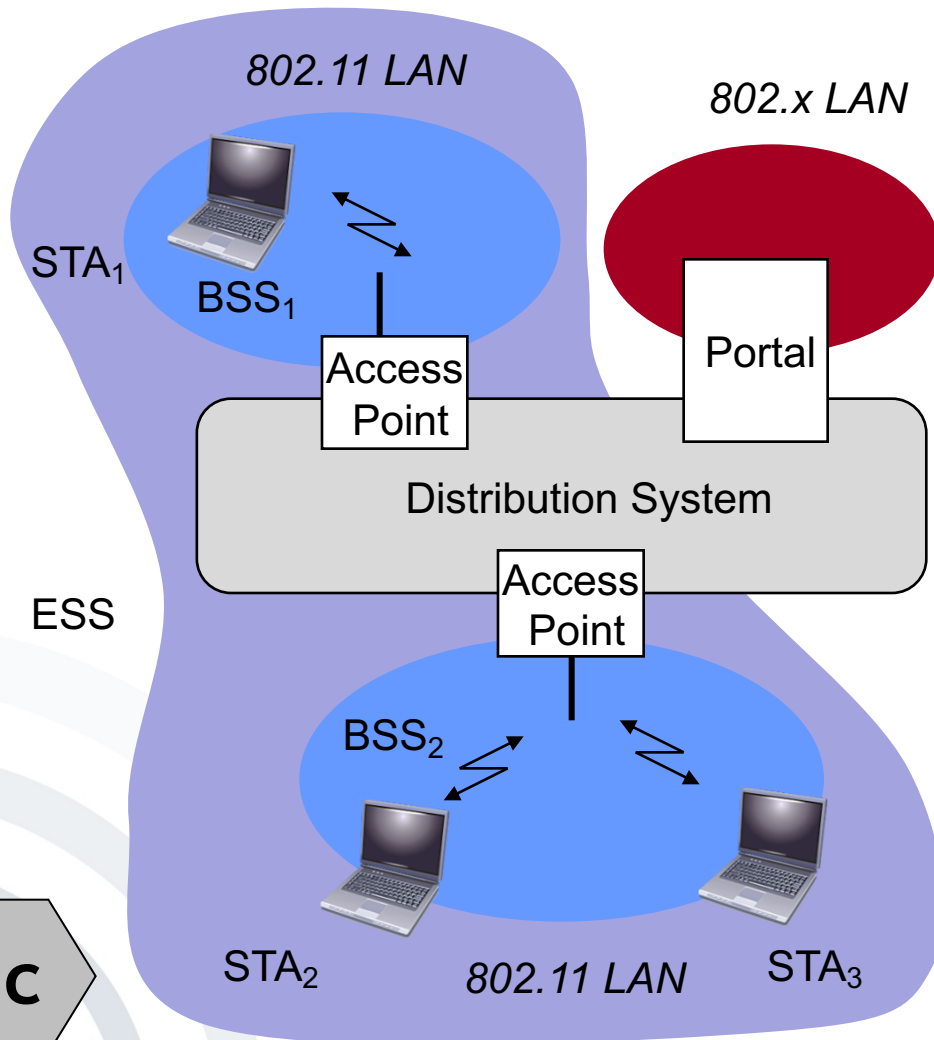 802.11 LAN
802.x LAN
STA₁
BSS₁
Access
Point
Portal
Distribution System
Access
Point
ESS
BSS₂
STA₂
802.11 LAN
STA₃
C